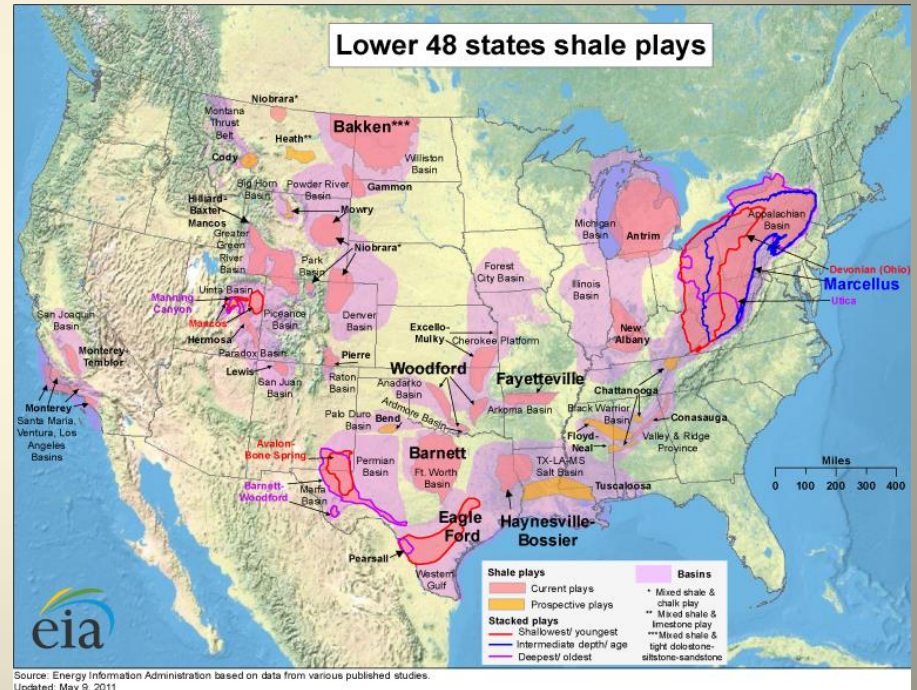 Lower 48 states shale plays
Niobrara*
Montana
Thrust
Belt
Bakken***
Heath**
Cody
Williston
Basin
Big Horn
Basin
Powder River
Basin
Gammon
Hilliard-
Baxter-
Mancos
Mowry
Greater
Green
River
Basin
Niobrara*
Park
Basin
Michigan
Basin
Antrim
Appalachian
Basin
Devonian (Ohio)
Marcellus
Utica
Uinta Basin
Manning
Canyon
Mancos
Piceance
Basin
Denver
Basin
Forest
City Basin
Illinois
Basin
San Joaquin
Basin
Hermosa
Excello-
Mulky
Cherokee Platform
New
Albany
Monterey-
Temblor
Paradox Basin
Pierre
Lewis
San Juan
Basin
Raton
Basin
Woodford
Anadarko
Basin
Fayetteville
Chattanooga
Monterey
Santa Maria,
Ventura, Los
Angeles
Basins
Palo Duro
Basin
Bend
Ardmore Basin
Arkoma Basin
Black Warrior
Basin
Conasauga
Avalon-
Bone Spring
Permian
Basin
Barnett
Ft. Worth
Basin
Floyd-
Neal
Valley & Ridge
Province
TX-LA-MS
Salt Basin
Tuscaloosa
Barnett-
Woodford
Marfa
Basin
Eagle
Ford
Haynesville-
Bossier
Pearsall
Western
Gulf
Miles
0 100 200 300 400
Shale plays
Current plays
Prospective plays
Stacked plays
Shallowest/ youngest
Intermediate depth/ age
Deepest/ oldest
Basins
* Mixed shale &
chalk play
** Mixed shale &
limestone play
***Mixed shale &
tight dolostone-
siltstone-sandstone
eia
Source: Energy Information Administration based on data from various published studies.
Updated: May 9, 2011